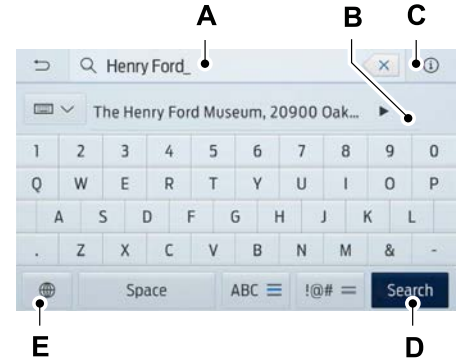 A B C
Henry Ford_
The Henry Ford Museum, 20900 Oak...
1 2 3 4 5 6 7 8 9 0
Q W E R T Y U I O P
A S D F G H J K L
. Z X C V B N M & -
Space ABC !@# = Search
E D